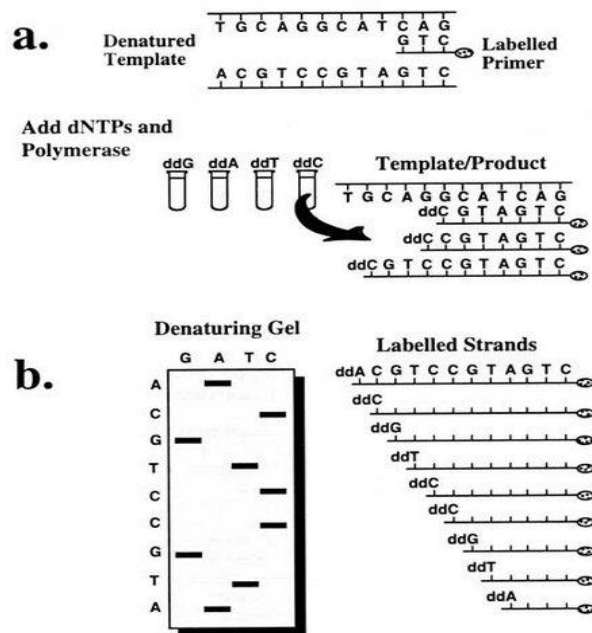 a.
T G C A G G C A T C A G
G T C
Denatured
Template
Labelled
Primer
A C G T C C G T A G T C
Add dNTPs and
Polymerase
ddG ddA ddT ddC
Template/Product
T G C A G G C A T C A G
ddC G T A G T C
ddC C G T A G T C
ddC G T C C G T A G T C
b.
Denaturing Gel
G A T C
A
C
G
T
C
C
G
T
A
Labelled Strands
ddA C G T C C G T A G T C
ddC
ddG
ddT
ddC
ddC
ddG
ddT
ddA